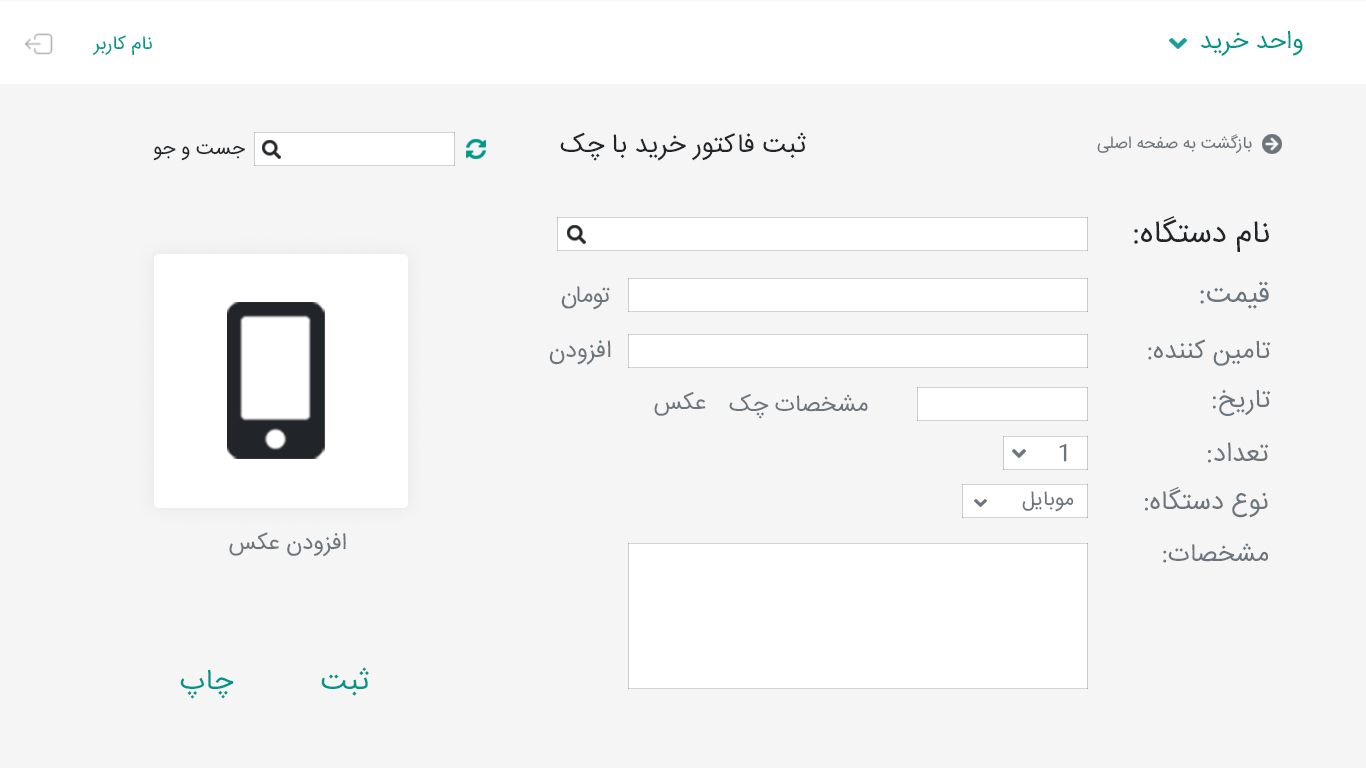 واحد خرید
نام کاربر
بازگشت به صفحه اصلی
ثبت فاکتور خرید با چک
جست و جو
نام دستگاه:
قیمت:
تومان
تامین کننده:
افزودن
تاریخ:
مشخصات چک
عکس
تعداد:
1
نوع دستگاه:
موبایل
مشخصات:
افزودن عکس
ثبت
چاپ